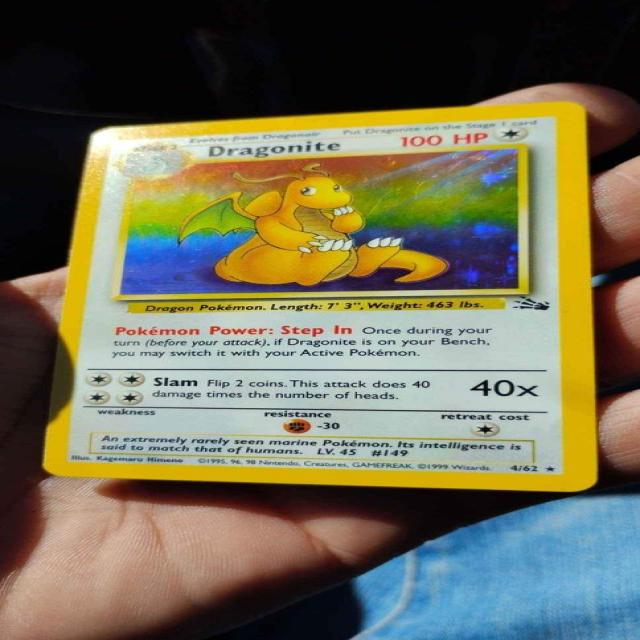 Evolves from Dragonair Put Dragonite on the Stage 1 card
Dragonite 100 HP
Dragon Pokémon. Length: 7' 3", Weight: 463 lbs.
Pokémon Power: Step In Once during your
turn (before your attack), if Dragonite is on your Bench,
you may switch it with your Active Pokémon.
Slam Flip 2 coins. This attack does 40
damage times the number of heads.
40x
weakness resistance retreat cost
-30
An extremely rarely seen marine Pokémon. Its intelligence is
said to match that of humans. LV. 45 #149
Illus. Kagemaru Himeno ©1995, 96, 98 Nintendo, Creatures, GAMEFREAK. ©1999 Wizards. 4/62